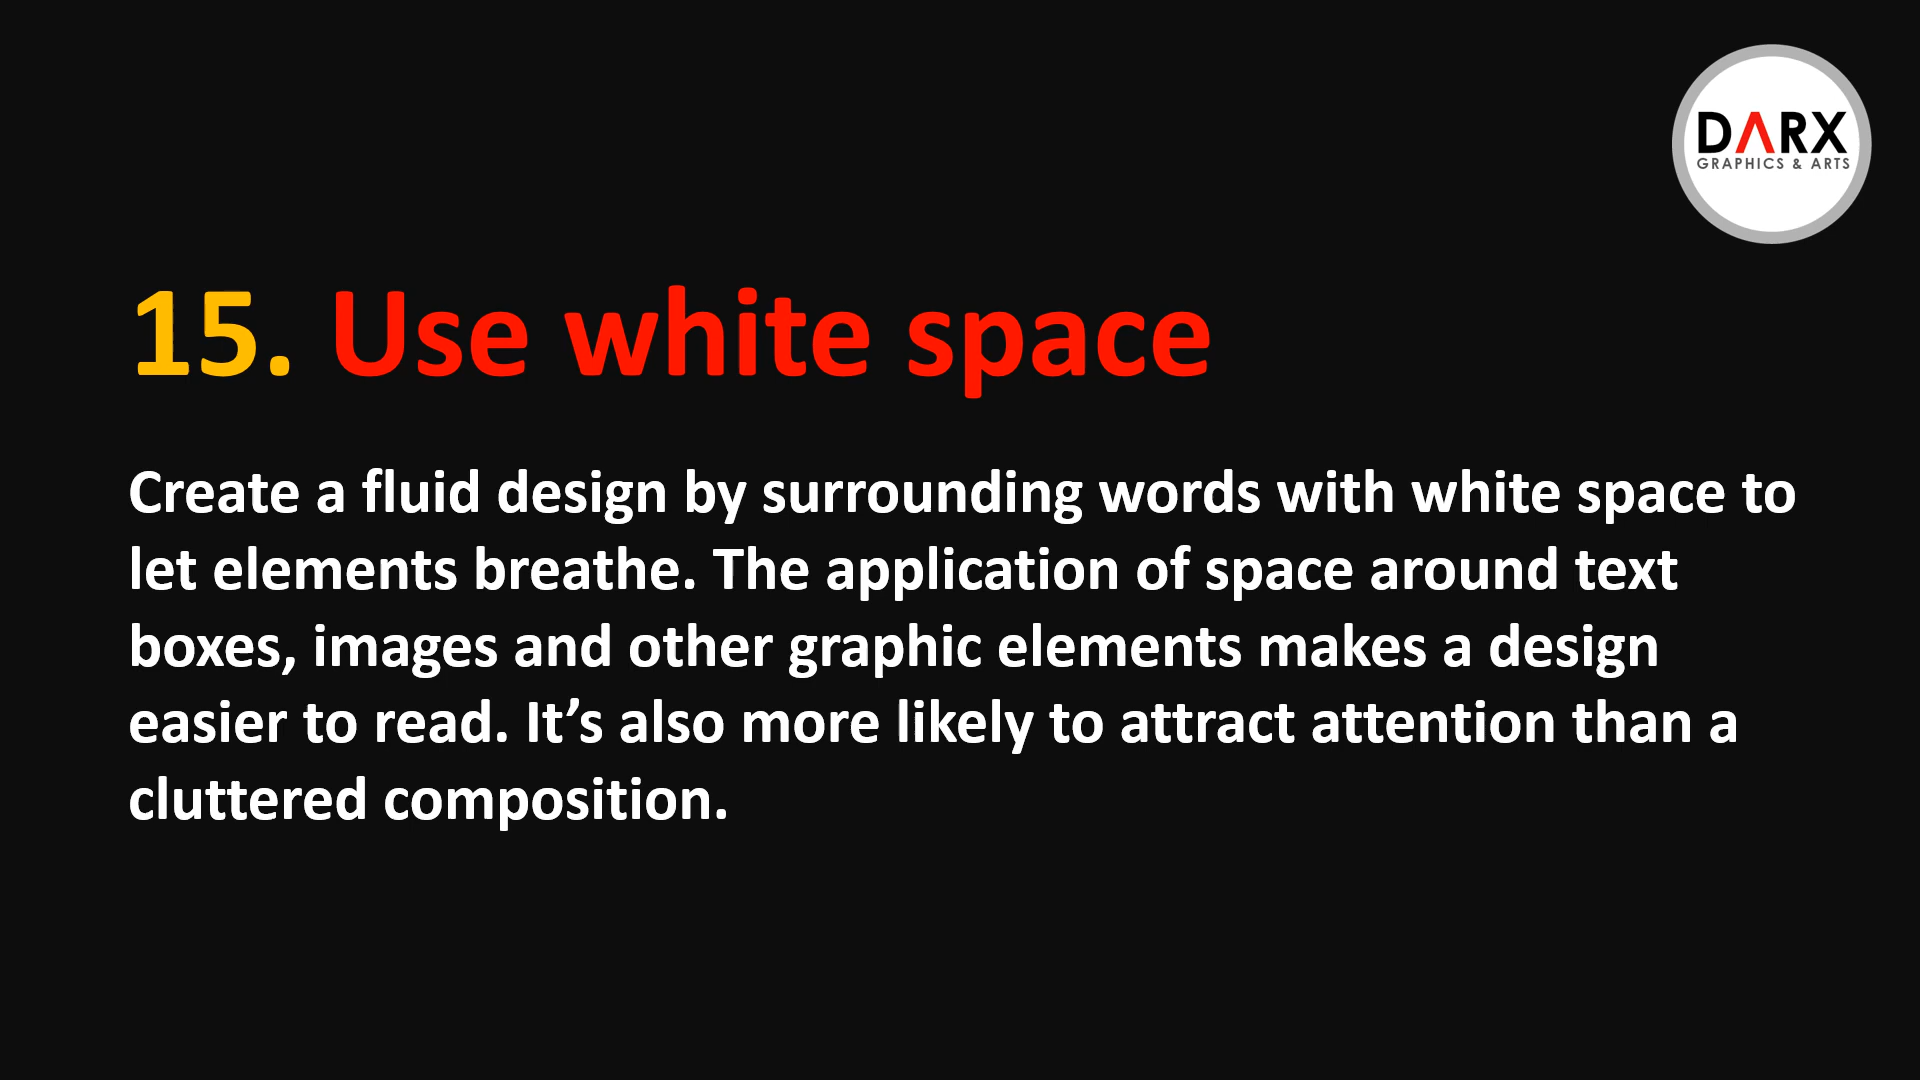 DARX
GRAPHICS & ARTS
15. Use white space
Create a fluid design by surrounding words with white space to
let elements breathe. The application of space around text
boxes, images and other graphic elements makes a design
easier to read. It’s also more likely to attract attention than a
cluttered composition.